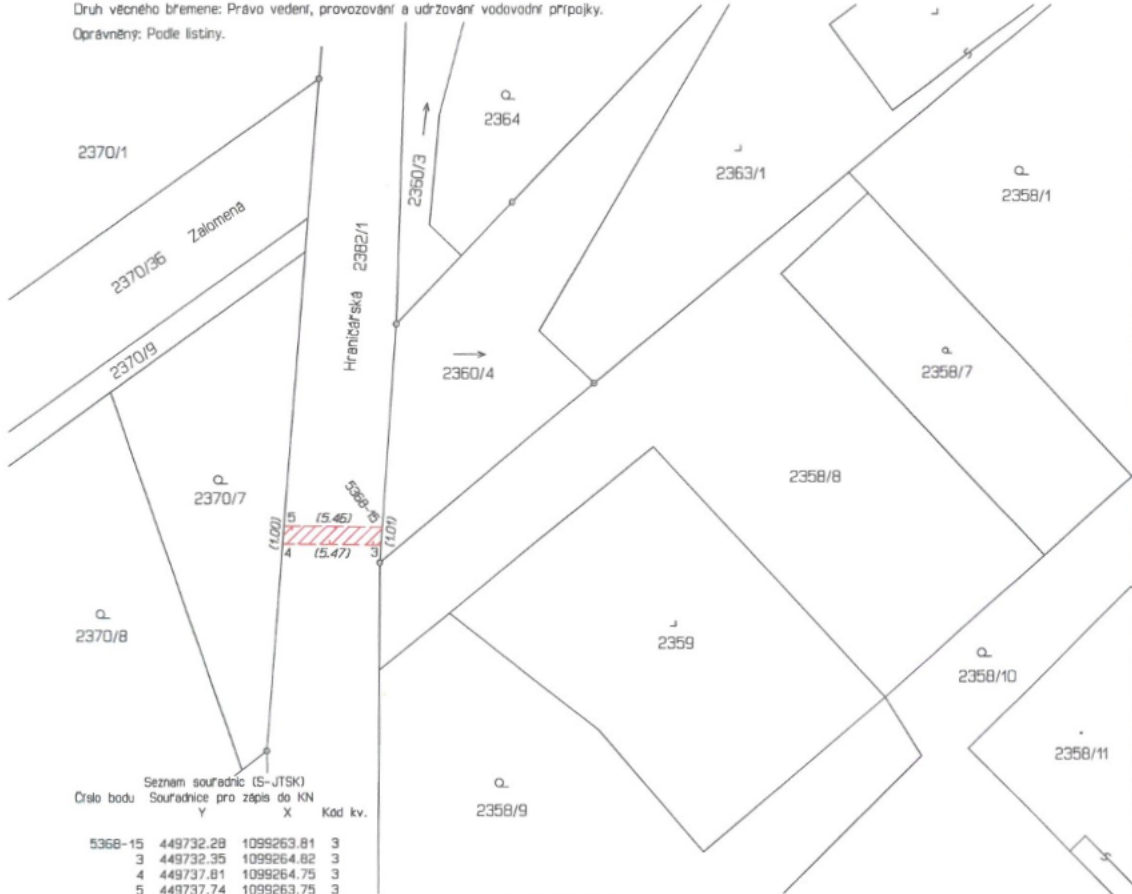 Druh věcného břemene: Právo vedení, provozování a udržování vodovodní přípojky.
Oprávněný: Podle listiny.
2364
2370/1
2360/3
2363/1
2358/1
Zalomená
2370/36
Hraničářská 2382/1
2370/9
2360/4
2358/7
2358/8
2370/7
5368-15
5
(5.46)
(1.00)
(1.01)
4
(5.47)
3
2370/8
2359
2358/10
2358/11
2358/9
Seznam souřadnic (S-JTSK)
Číslo bodu Souřadnice pro zápis do KN
Y X Kód kv.
5368-15 449732.28 1099263.81 3
3 449732.35 1099264.82 3
4 449737.81 1099264.75 3
5 449737.74 1099263.75 3